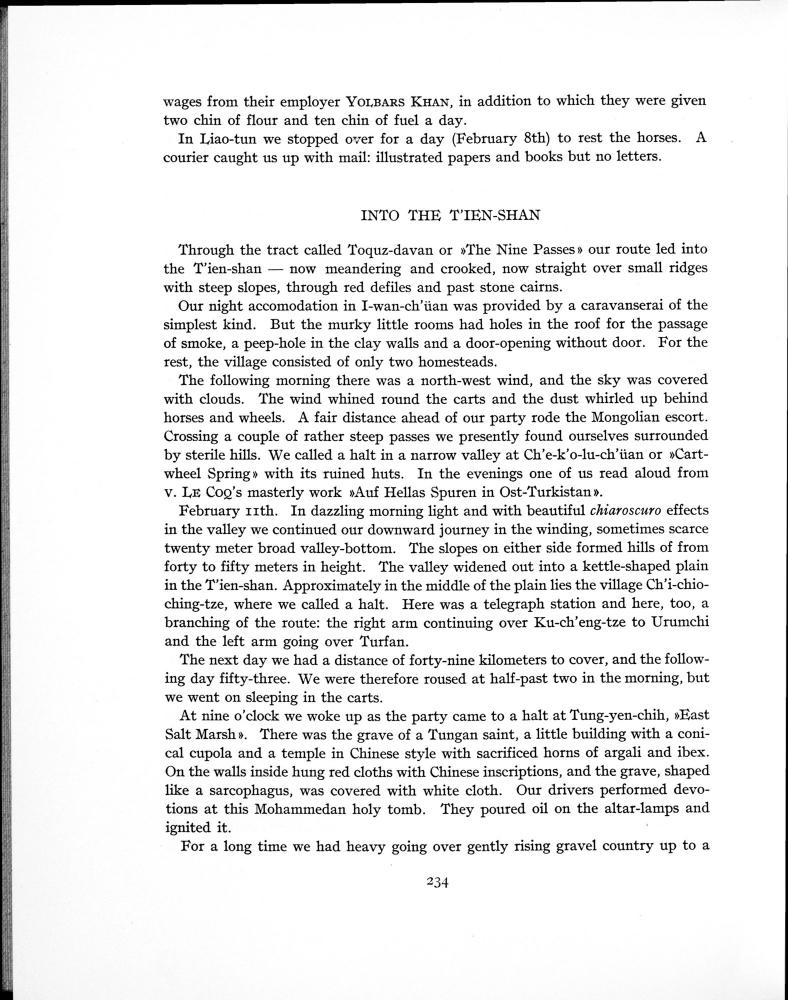 wages from their employer YOLBARS KHAN, in addition to which they were given
two chin of flour and ten chin of fuel a day.
In Liao-tun we stopped over for a day (February 8th) to rest the horses. A
courier caught us up with mail: illustrated papers and books but no letters.
INTO THE T'IEN-SHAN
Through the tract called Toquz-davan or »The Nine Passes» our route led into
the T'ien-shan — now meandering and crooked, now straight over small ridges
with steep slopes, through red defiles and past stone cairns.
Our night accomodation in I-wan-ch'üan was provided by a caravanserai of the
simplest kind. But the murky little rooms had holes in the roof for the passage
of smoke, a peep-hole in the clay walls and a door-opening without door. For the
rest, the village consisted of only two homesteads.
The following morning there was a north-west wind, and the sky was covered
with clouds. The wind whined round the carts and the dust whirled up behind
horses and wheels. A fair distance ahead of our party rode the Mongolian escort.
Crossing a couple of rather steep passes we presently found ourselves surrounded
by sterile hills. We called a halt in a narrow valley at Ch'e-k'o-lu-ch'üan or »Cart-
wheel Spring» with its ruined huts. In the evenings one of us read aloud from
V. LE COQ's masterly work »Auf Hellas Spuren in Ost-Turkistan».
February 11th. In dazzling morning light and with beautiful chiaroscuro effects
in the valley we continued our downward journey in the winding, sometimes scarce
twenty meter broad valley-bottom. The slopes on either side formed hills of from
forty to fifty meters in height. The valley widened out into a kettle-shaped plain
in the T'ien-shan. Approximately in the middle of the plain lies the village Ch'i-chio-
ching-tze, where we called a halt. Here was a telegraph station and here, too, a
branching of the route: the right arm continuing over Ku-ch'eng-tze to Urumchi
and the left arm going over Turfan.
The next day we had a distance of forty-nine kilometers to cover, and the follow-
ing day fifty-three. We were therefore roused at half-past two in the morning, but
we went on sleeping in the carts.
At nine o'clock we woke up as the party came to a halt at Tung-yen-chih, »East
Salt Marsh». There was the grave of a Tungan saint, a little building with a coni-
cal cupola and a temple in Chinese style with sacrificed horns of argali and ibex.
On the walls inside hung red cloths with Chinese inscriptions, and the grave, shaped
like a sarcophagus, was covered with white cloth. Our drivers performed devo-
tions at this Mohammedan holy tomb. They poured oil on the altar-lamps and
ignited it.
For a long time we had heavy going over gently rising gravel country up to a
234